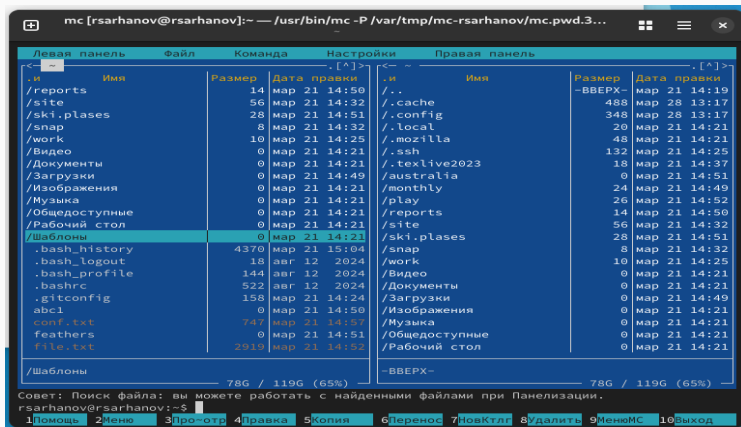 mc [rsarhanov@rsarhanov]:~ — /usr/bin/mc -P /var/tmp/mc-rsarhanov/mc.pwd.3...
~
Левая панель Файл Команда Настройки Правая панель
<— ~ .[^]> <— ~ .[^]>
.и Имя Размер Дата правки .и Имя Размер Дата правки
/reports 14 мар 21 14:50 /.. -ВВЕРХ- мар 21 14:19
/site 56 мар 21 14:32 /.cache 488 мар 28 13:17
/ski.plases 28 мар 21 14:51 /.config 348 мар 28 13:17
/snap 8 мар 21 14:32 /.local 20 мар 21 14:21
/work 10 мар 21 14:25 /.mozilla 48 мар 21 14:21
/Видео 0 мар 21 14:21 /.ssh 132 мар 21 14:25
/Документы 0 мар 21 14:21 /.texlive2023 18 мар 21 14:37
/Загрузки 0 мар 21 14:49 /australia 0 мар 21 14:51
/Изображения 0 мар 21 14:21 /monthly 24 мар 21 14:49
/Музыка 0 мар 21 14:21 /play 26 мар 21 14:52
/Общедоступные 0 мар 21 14:21 /reports 14 мар 21 14:50
/Рабочий стол 0 мар 21 14:21 /site 56 мар 21 14:32
/Шаблоны 0 мар 21 14:21 /ski.plases 28 мар 21 14:51
.bash_history 4370 мар 21 15:04 /snap 8 мар 21 14:32
.bash_logout 18 авг 12 2024 /work 10 мар 21 14:25
.bash_profile 144 авг 12 2024 /Видео 0 мар 21 14:21
.bashrc 522 авг 12 2024 /Документы 0 мар 21 14:21
.gitconfig 158 мар 21 14:24 /Загрузки 0 мар 21 14:49
abc1 0 мар 21 14:50 /Изображения 0 мар 21 14:21
conf.txt 747 мар 21 14:57 /Музыка 0 мар 21 14:21
feathers 0 мар 21 14:51 /Общедоступные 0 мар 21 14:21
file.txt 2919 мар 21 14:52 /Рабочий стол 0 мар 21 14:21
/Шаблоны -ВВЕРХ-
78G / 119G (65%) 78G / 119G (65%)
Совет: Поиск файла: вы можете работать с найденными файлами при Панелизации.
rsarhanov@rsarhanov:~$
1Помощь 2Меню 3Про~отр 4Правка 5Копия 6Перенос 7НовКтлг 8Удалить 9МенюMC 10Выход